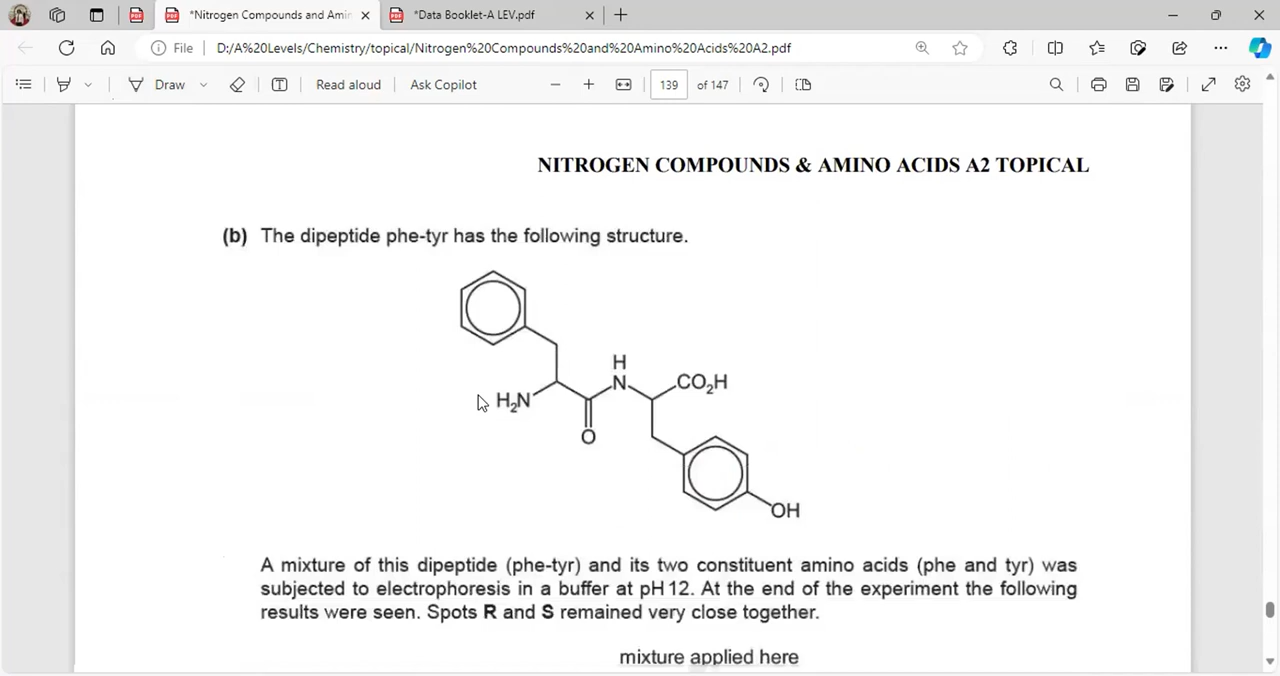 *Nitrogen Compounds and Amin
*Data Booklet-A LEV.pdf
File
D:/A%20Levels/Chemistry/topical/Nitrogen%20Compounds%20and%20Amino%20Acids%20A2.pdf
Draw
Read aloud
Ask Copilot
139 of 147
NITROGEN COMPOUNDS & AMINO ACIDS A2 TOPICAL
(b) The dipeptide phe-tyr has the following structure.
H
N
CO₂H
H₂N
O
OH
A mixture of this dipeptide (phe-tyr) and its two constituent amino acids (phe and tyr) was
subjected to electrophoresis in a buffer at pH 12. At the end of the experiment the following
results were seen. Spots R and S remained very close together.
mixture applied here